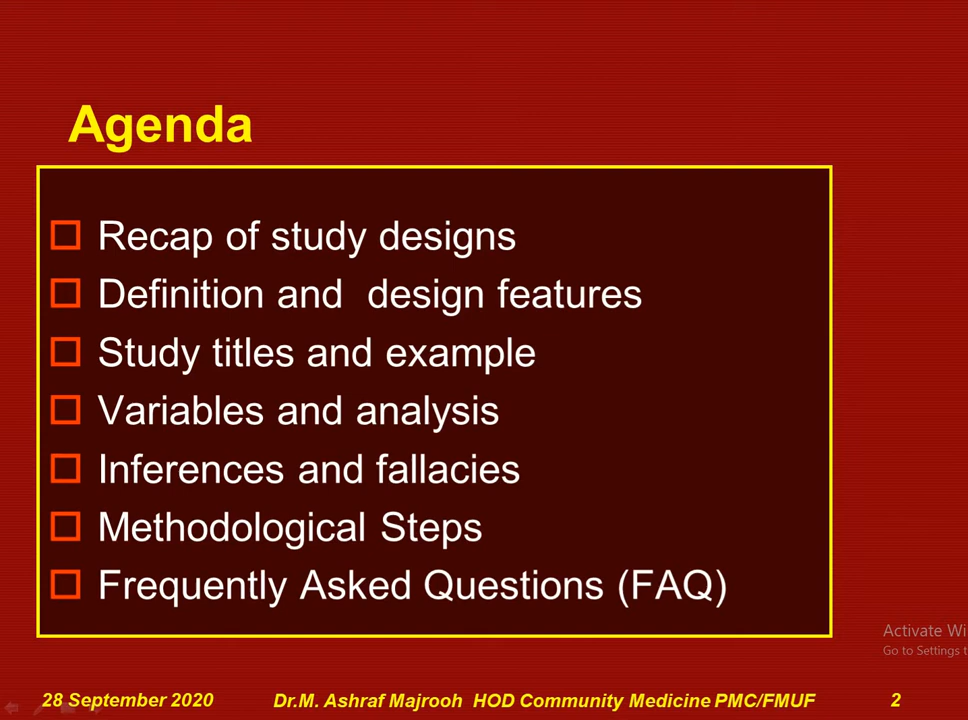 Agenda
Recap of study designs
Definition and design features
Study titles and example
Variables and analysis
Inferences and fallacies
Methodological Steps
Frequently Asked Questions (FAQ)
Activate Wi
Go to Settings t
28 September 2020 Dr.M. Ashraf Majrooh HOD Community Medicine PMC/FMUF 2